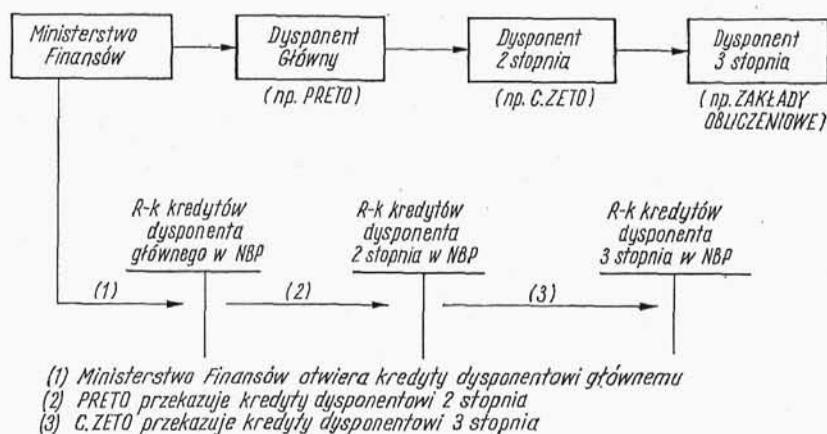 Ministerstwo
Finansów
Dysponent
Główny
(np. PRETO)
Dysponent
2 stopnia
(np. C.ZETO)
Dysponent
3 stopnia
(np. ZAKŁADY
OBLICZENIOWE)
R-k kredytów
dysponenta
głównego w NBP
R-k kredytów
dysponenta
2 stopnia w NBP
R-k kredytów
dysponenta
3 stopnia w NBP
(1)
(2)
(3)
(1) Ministerstwo Finansów otwiera kredyty dysponentowi głównemu
(2) PRETO przekazuje kredyty dysponentowi 2 stopnia
(3) C.ZETO przekazuje kredyty dysponentowi 3 stopnia